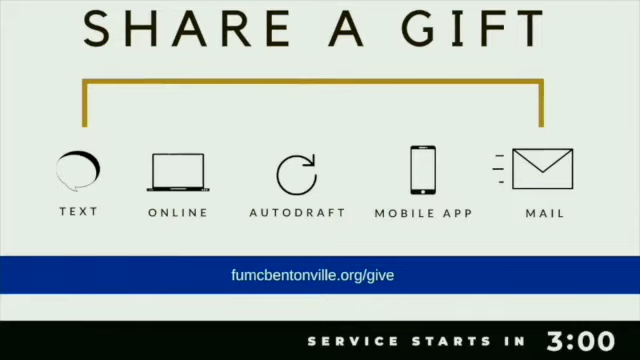 SHARE A GIFT
TEXT ONLINE AUTODRAFT MOBILE APP MAIL
fumcbentonville.org/give
SERVICE STARTS IN 3:00